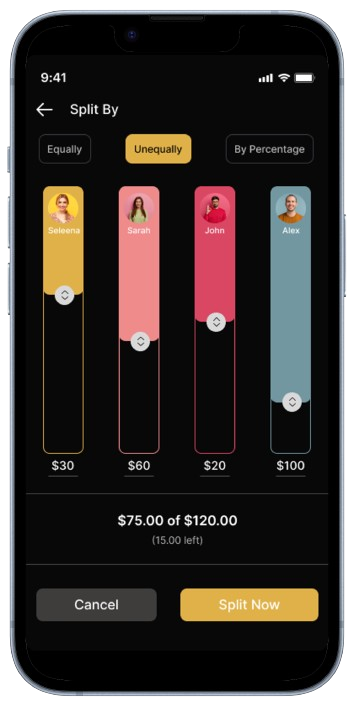 9:41
Split By
Equally Unequally By Percentage
Seleena Sarah John Alex
$30 $60 $20 $100
$75.00 of $120.00
(15.00 left)
Cancel Split Now